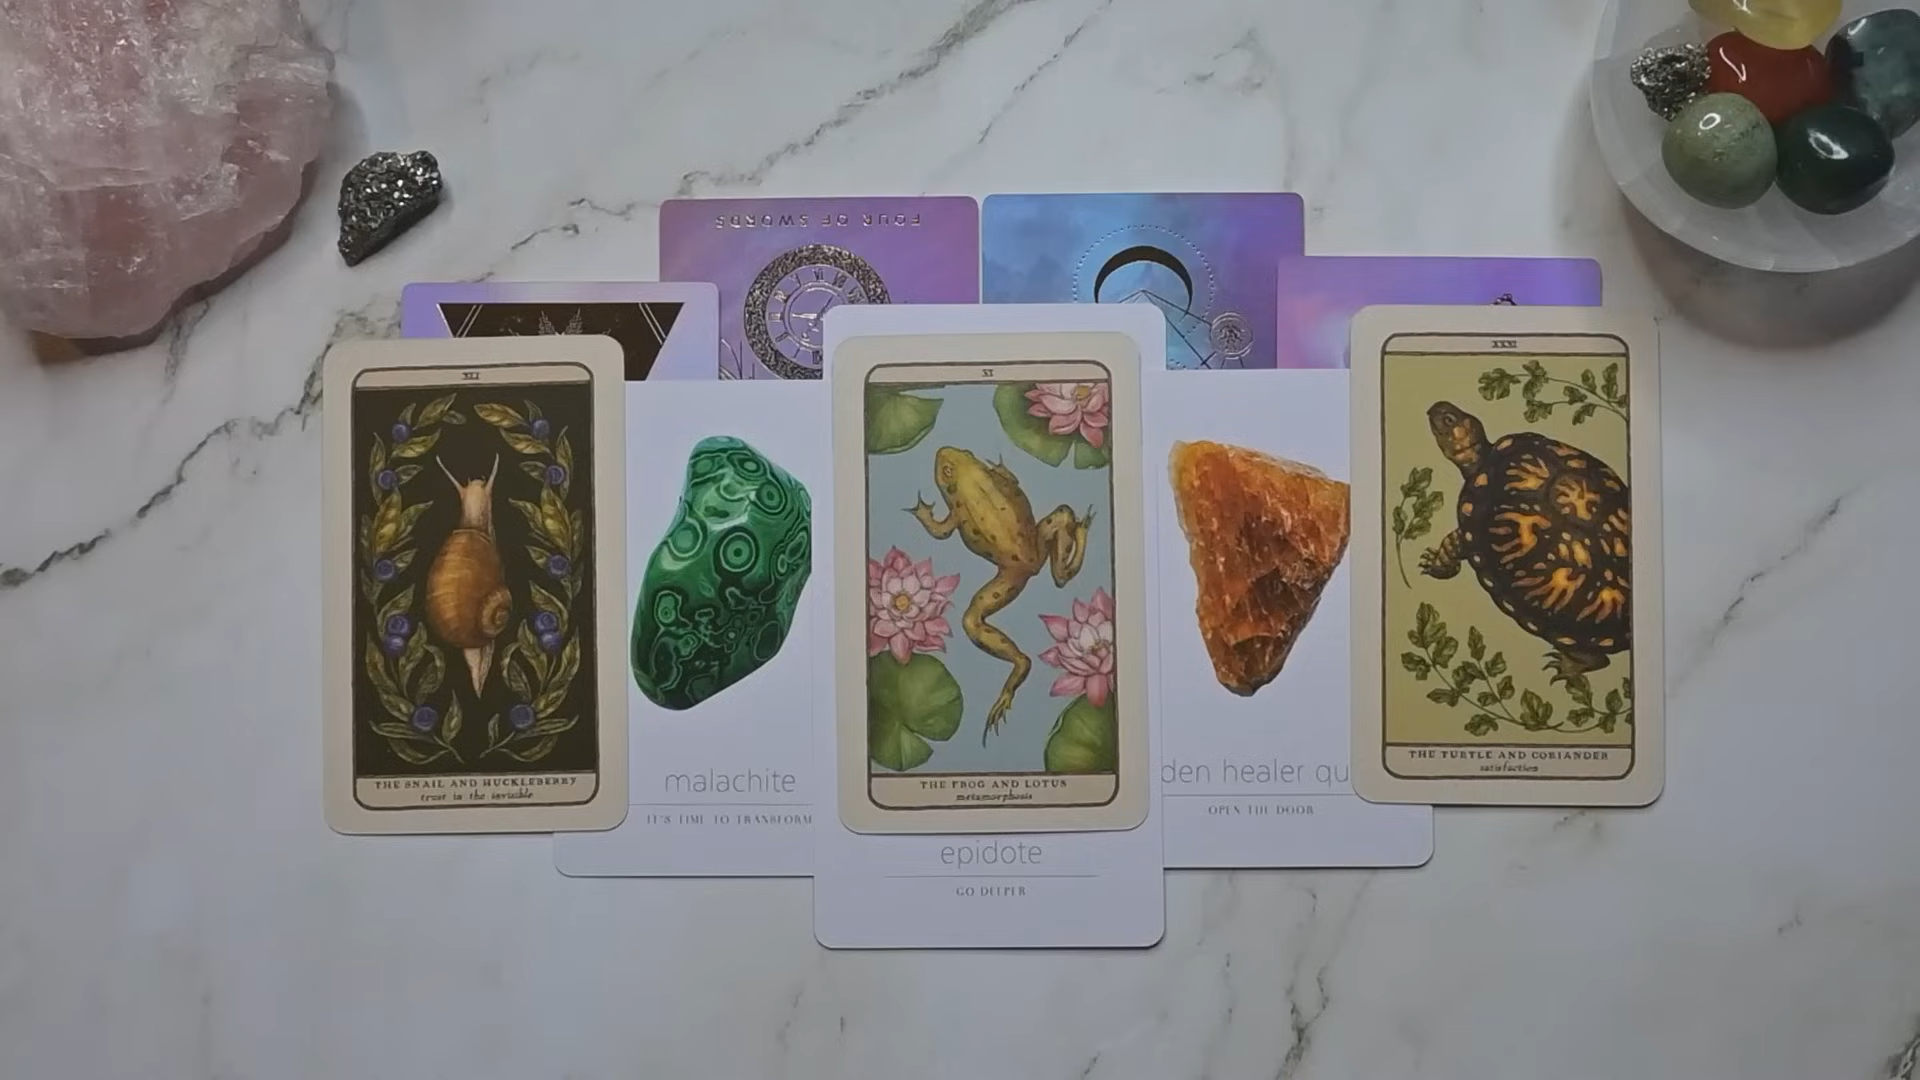 FOUR OF SWORDS
XI
THE SNAIL AND HUCKLEBERRY
trust in the invisible
malachite
IT'S TIME TO TRANSFORM
THE FROG AND LOTUS
metamorphosis
epidote
GO DEEPER
den healer qu
OPEN THE DOOR
THE TURTLE AND CORIANDER
satisfaction